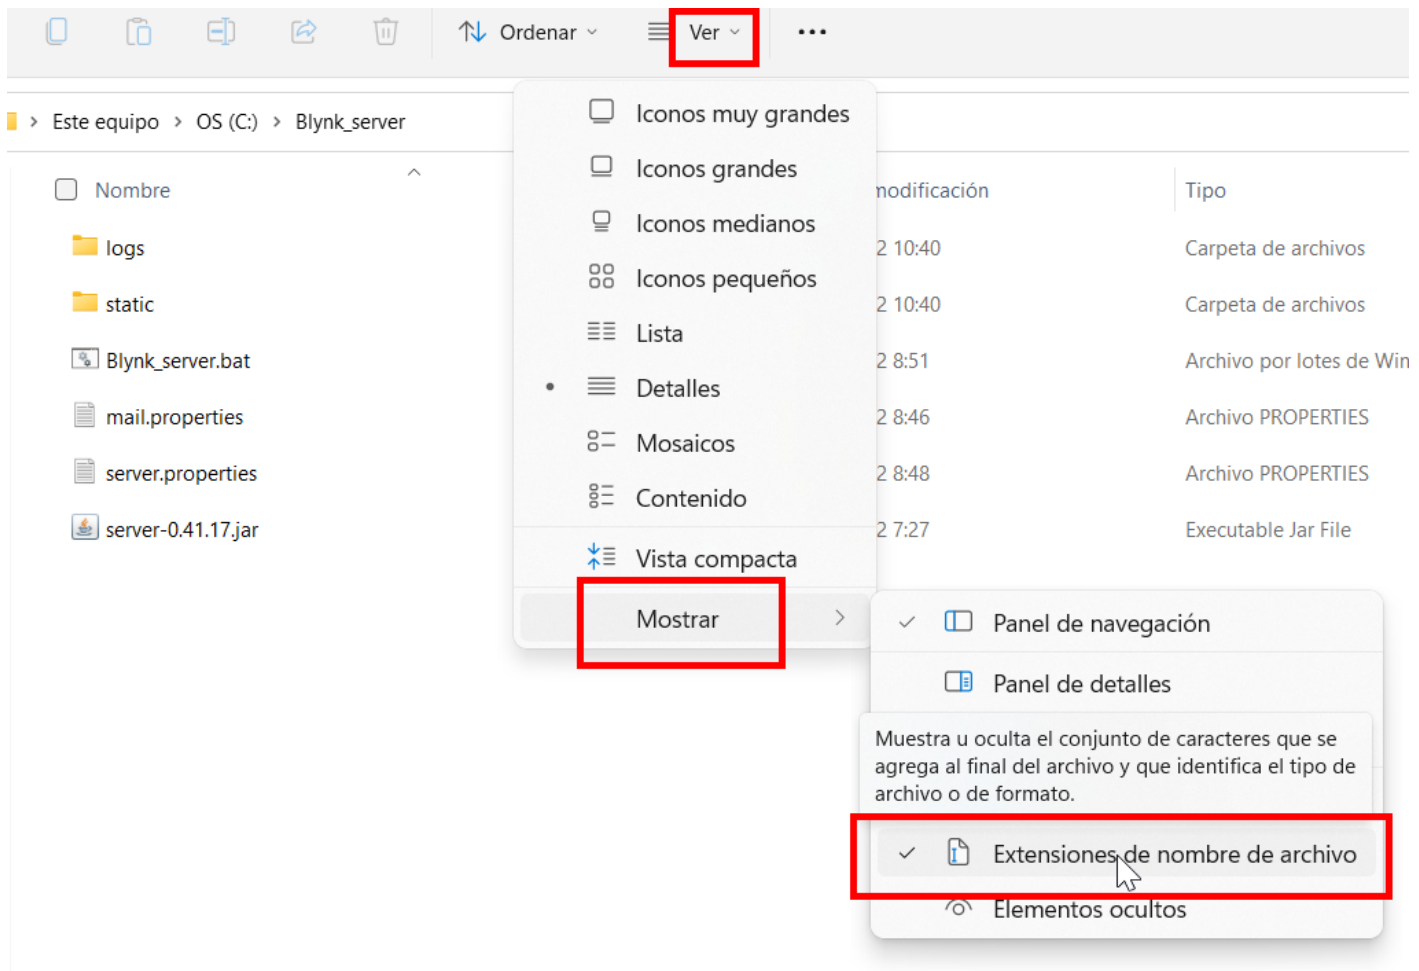 Ordenar
Ver
Este equipo > OS (C:) > Blynk_server
Nombre
modificación
Tipo
logs
2 10:40
Carpeta de archivos
static
2 10:40
Carpeta de archivos
Blynk_server.bat
2 8:51
Archivo por lotes de Win
mail.properties
2 8:46
Archivo PROPERTIES
server.properties
2 8:48
Archivo PROPERTIES
server-0.41.17.jar
2 7:27
Executable Jar File
Iconos muy grandes
Iconos grandes
Iconos medianos
Iconos pequeños
Lista
Detalles
Mosaicos
Contenido
Vista compacta
Mostrar
Panel de navegación
Panel de detalles
Muestra u oculta el conjunto de caracteres que se
agrega al final del archivo y que identifica el tipo de
archivo o de formato.
Extensiones de nombre de archivo
Elementos ocultos